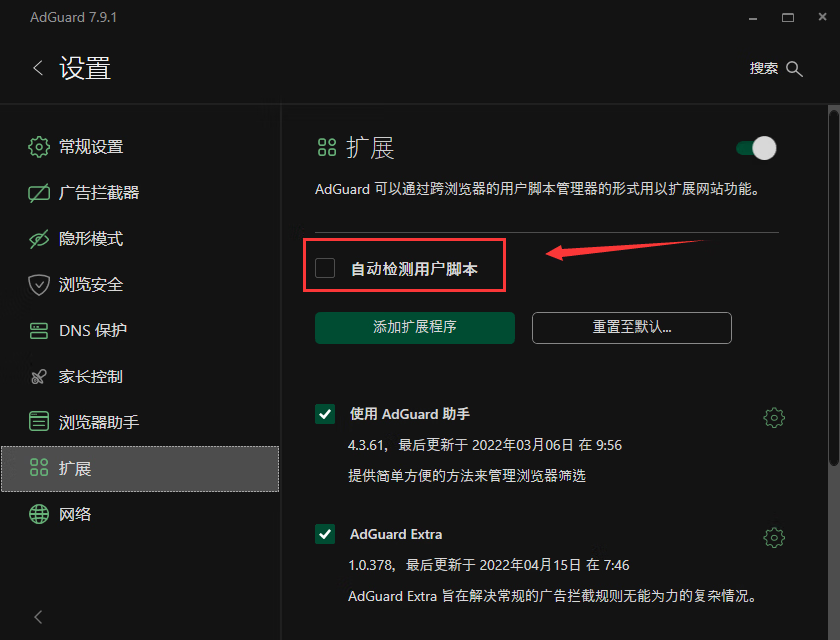 AdGuard 7.9.1
设置
搜索
常规设置
广告拦截器
隐形模式
浏览安全
DNS 保护
家长控制
浏览器助手
扩展
网络
扩展
AdGuard 可以通过跨浏览器的用户脚本管理器的形式用以扩展网站功能。
自动检测用户脚本
添加扩展程序
重置至默认...
使用 AdGuard 助手
4.3.61，最后更新于 2022年03月06日 在 9:56
提供简单方便的方法来管理浏览器筛选
AdGuard Extra
1.0.378，最后更新于 2022年04月15日 在 7:46
AdGuard Extra 旨在解决常规的广告拦截规则无能为力的复杂情况。